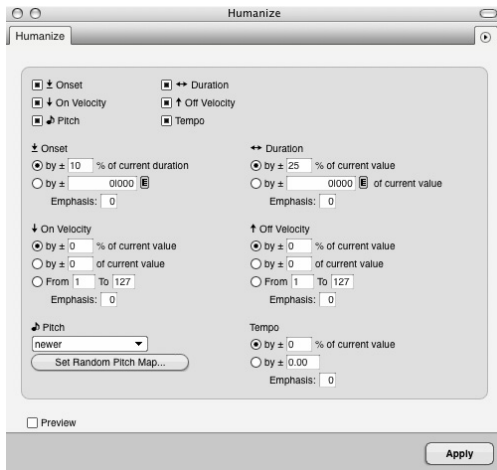 Humanize
Humanize
Onset
Duration
On Velocity
Off Velocity
Pitch
Tempo
Onset
by ± 10 % of current duration
by ± 0|000 E
Emphasis: 0
Duration
by ± 25 % of current value
by ± 0|000 E of current value
Emphasis: 0
On Velocity
by ± 0 % of current value
by ± 0 of current value
From 1 To 127
Emphasis: 0
Off Velocity
by ± 0 % of current value
by ± 0 of current value
From 1 To 127
Emphasis: 0
Pitch
newer
Set Random Pitch Map...
Tempo
by ± 0 % of current value
by ± 0.00
Emphasis: 0
Preview
Apply